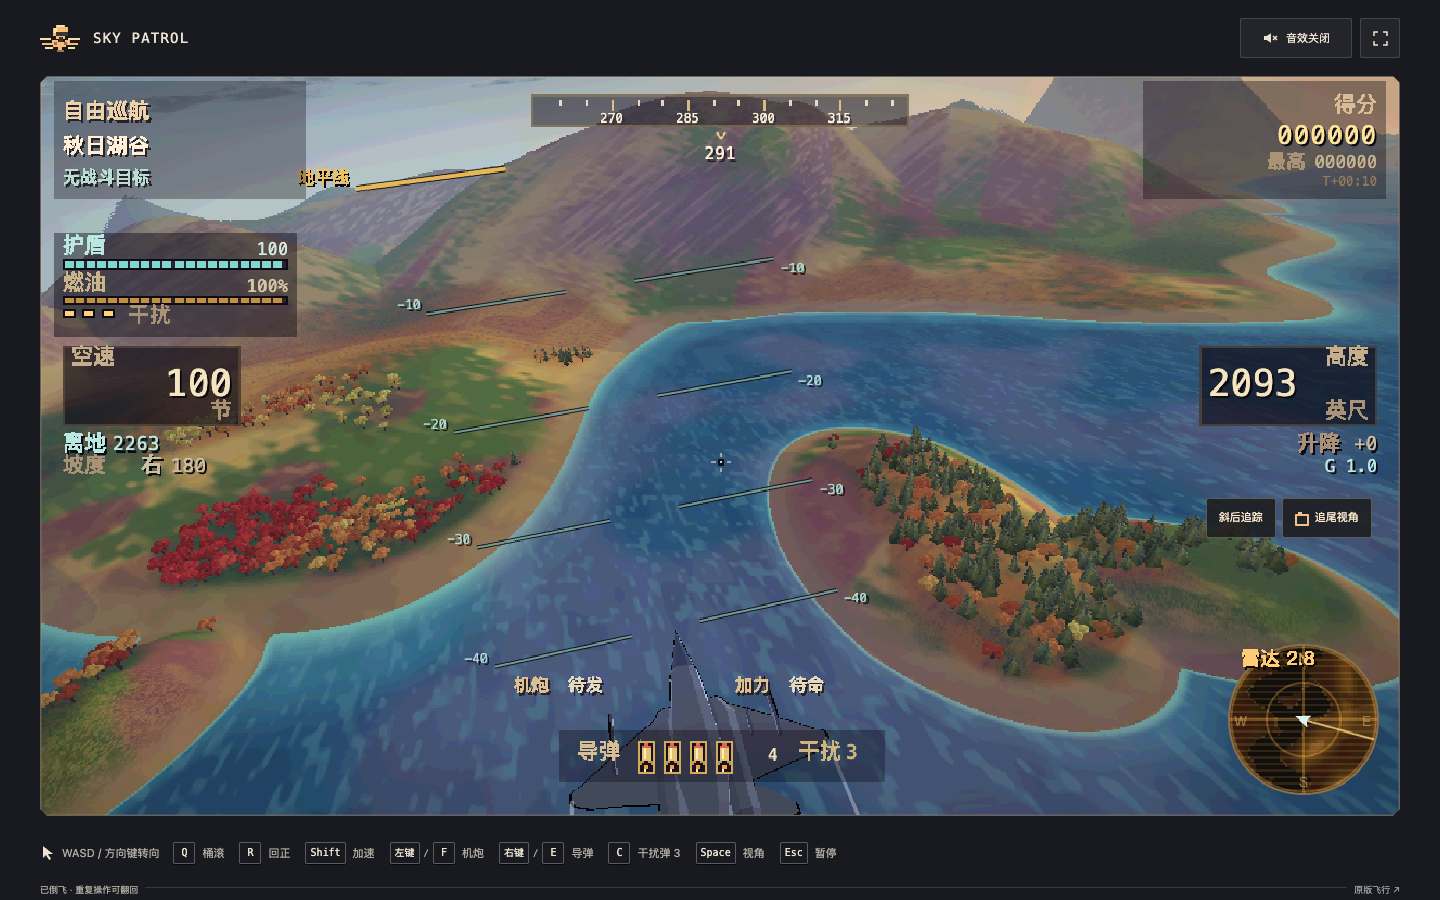 SKY PATROL
音效关闭
自由巡航
秋日湖谷
无战斗目标
地平线
270 285 300 315
291
得分
000000
最高 000000
T+00:10
护盾 100
燃油 100%
干扰
空速
100
节
离地 2263
坡度 右 180
高度
2093
英尺
升降 +0
G 1.0
斜后追踪
追尾视角
-10 -10
-20 -20
-30 -30
-40 -40
机炮 待发 加力 待命
导弹 4 干扰 3
雷达 2.8
N
W E
S
WASD / 方向键转向 Q 桶滚 R 回正 Shift 加速 左键 / F 机炮 右键 / E 导弹 C 干扰弹 3 Space 视角 Esc 暂停
已倒飞 · 重复操作可翻回
原版飞行 ↗